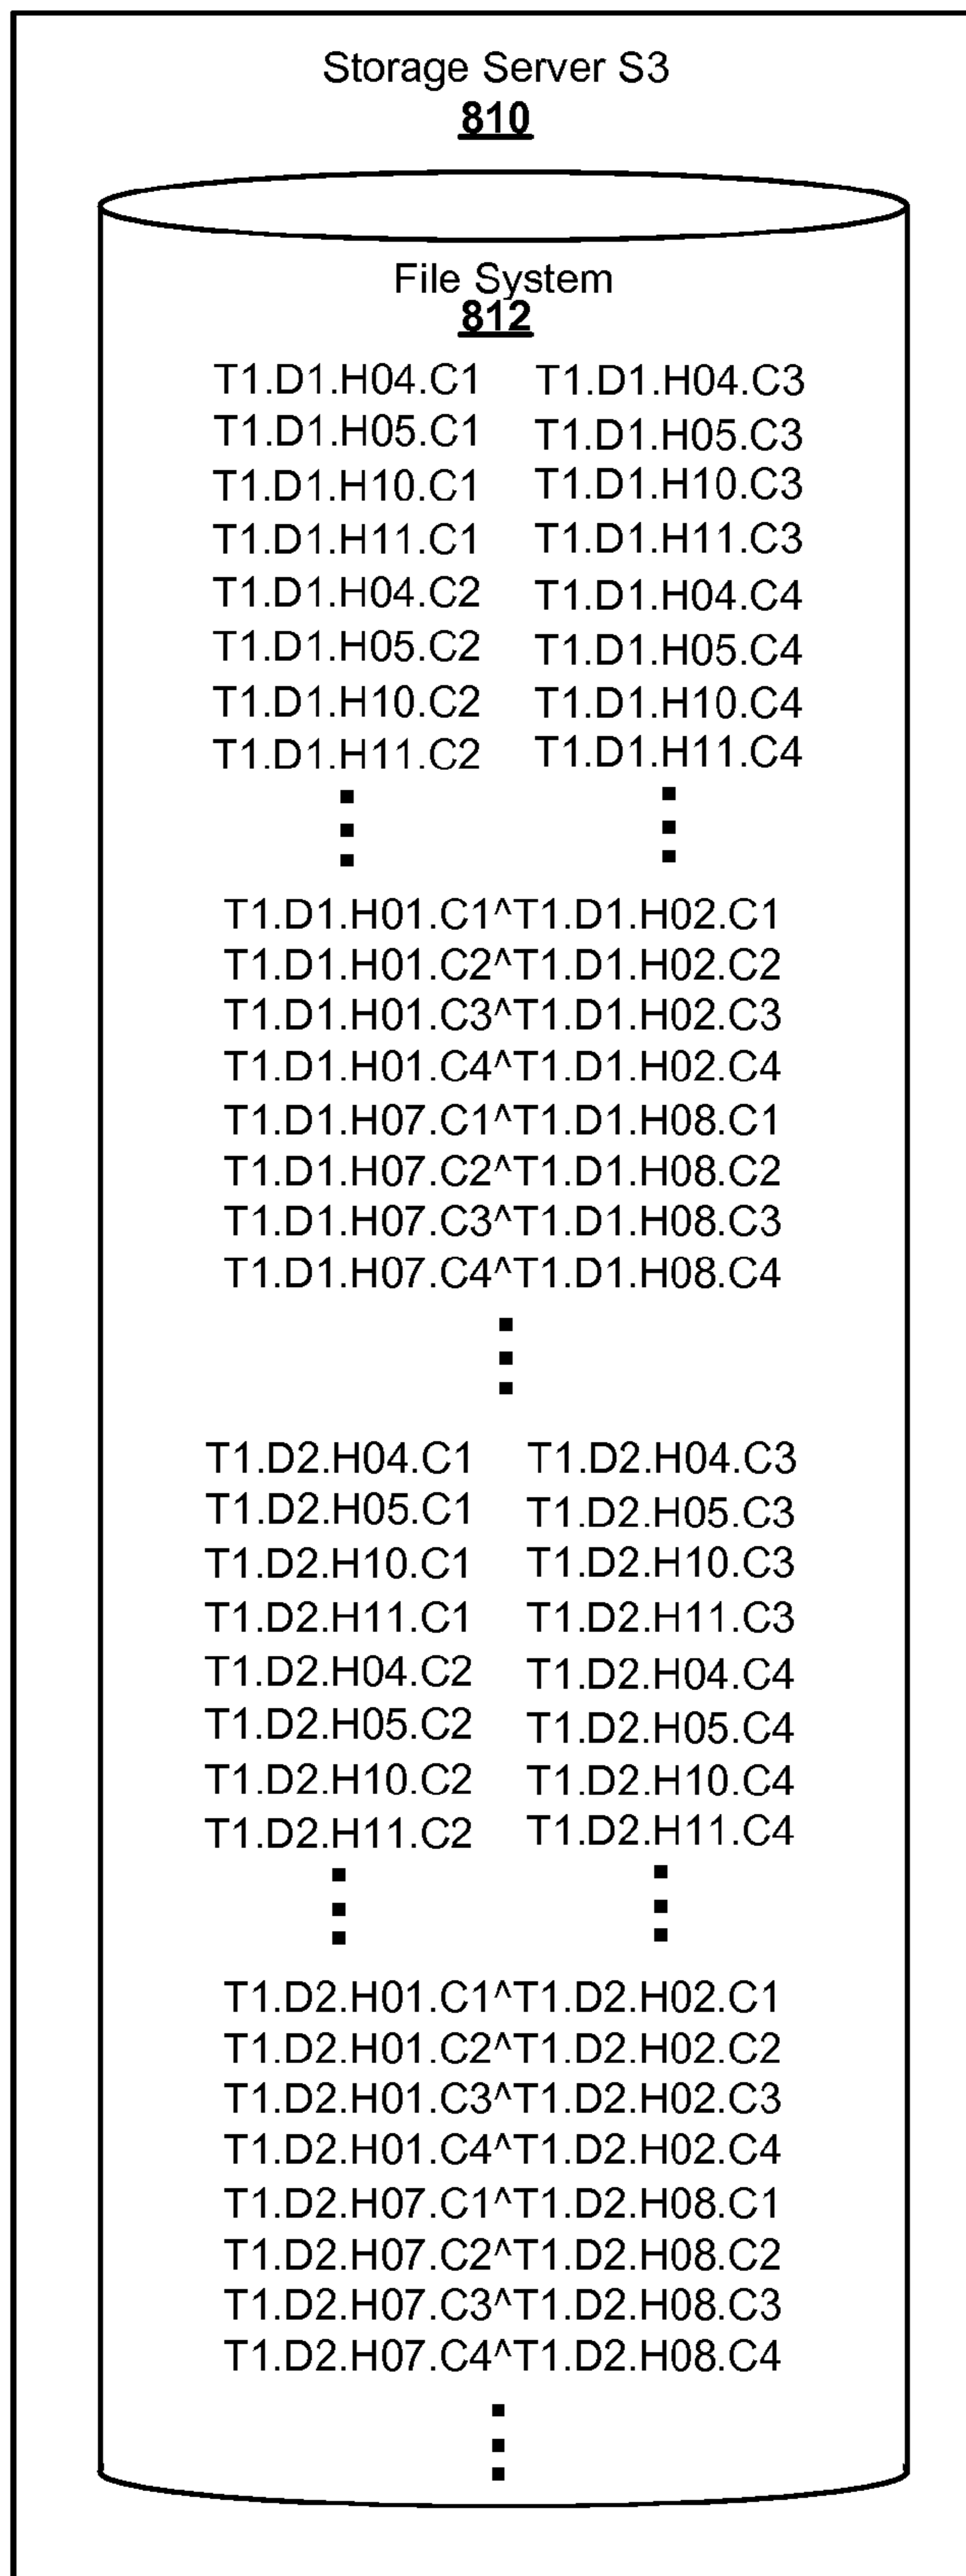 Storage Server S3
810
File System
812
T1.D1.H04.C1 T1.D1.H04.C3
T1.D1.H05.C1 T1.D1.H05.C3
T1.D1.H10.C1 T1.D1.H10.C3
T1.D1.H11.C1 T1.D1.H11.C3
T1.D1.H04.C2 T1.D1.H04.C4
T1.D1.H05.C2 T1.D1.H05.C4
T1.D1.H10.C2 T1.D1.H10.C4
T1.D1.H11.C2 T1.D1.H11.C4
T1.D1.H01.C1^T1.D1.H02.C1
T1.D1.H01.C2^T1.D1.H02.C2
T1.D1.H01.C3^T1.D1.H02.C3
T1.D1.H01.C4^T1.D1.H02.C4
T1.D1.H07.C1^T1.D1.H08.C1
T1.D1.H07.C2^T1.D1.H08.C2
T1.D1.H07.C3^T1.D1.H08.C3
T1.D1.H07.C4^T1.D1.H08.C4
T1.D2.H04.C1 T1.D2.H04.C3
T1.D2.H05.C1 T1.D2.H05.C3
T1.D2.H10.C1 T1.D2.H10.C3
T1.D2.H11.C1 T1.D2.H11.C3
T1.D2.H04.C2 T1.D2.H04.C4
T1.D2.H05.C2 T1.D2.H05.C4
T1.D2.H10.C2 T1.D2.H10.C4
T1.D2.H11.C2 T1.D2.H11.C4
T1.D2.H01.C1^T1.D2.H02.C1
T1.D2.H01.C2^T1.D2.H02.C2
T1.D2.H01.C3^T1.D2.H02.C3
T1.D2.H01.C4^T1.D2.H02.C4
T1.D2.H07.C1^T1.D2.H08.C1
T1.D2.H07.C2^T1.D2.H08.C2
T1.D2.H07.C3^T1.D2.H08.C3
T1.D2.H07.C4^T1.D2.H08.C4